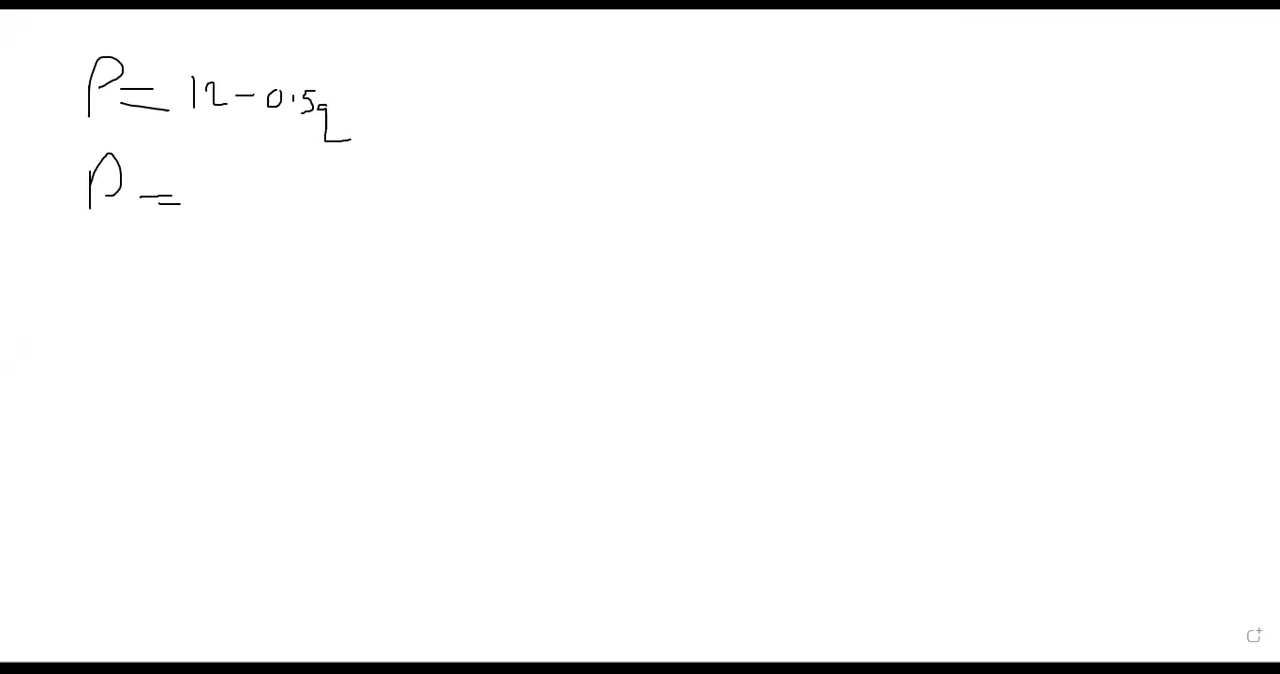 P = 12 - 0.5q
P =